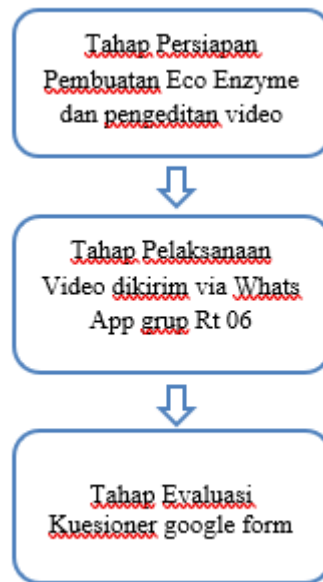 Tahap Persiapan
Pembuatan Eco Enzyme
dan pengeditan video
Tahap Pelaksanaan
Video dikirim via Whats
App grup Rt 06
Tahap Evaluasi
Kuesioner google form